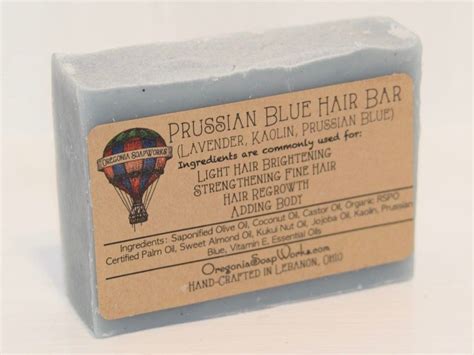 PRUSSIAN BLUE HAIR BAR
(LAVENDER, KAOLIN, PRUSSIAN BLUE)
Ingredients are commonly used for:
LIGHT HAIR BRIGHTENING
STRENGTHENING FINE HAIR
HAIR REGROWTH
ADDING BODY
OREGONIA SOAPWORKS
Ingredients: Saponified Olive Oil, Coconut Oil, Castor Oil, Organic RSPO
Certified Palm Oil, Sweet Almond Oil, Kukui Nut Oil, Jojoba Oil, Kaolin, Prussian
Blue, Vitamin E, Essential Oils
OregoniaSoapWorks.com
HAND-CRAFTED IN LEBANON, OHIO